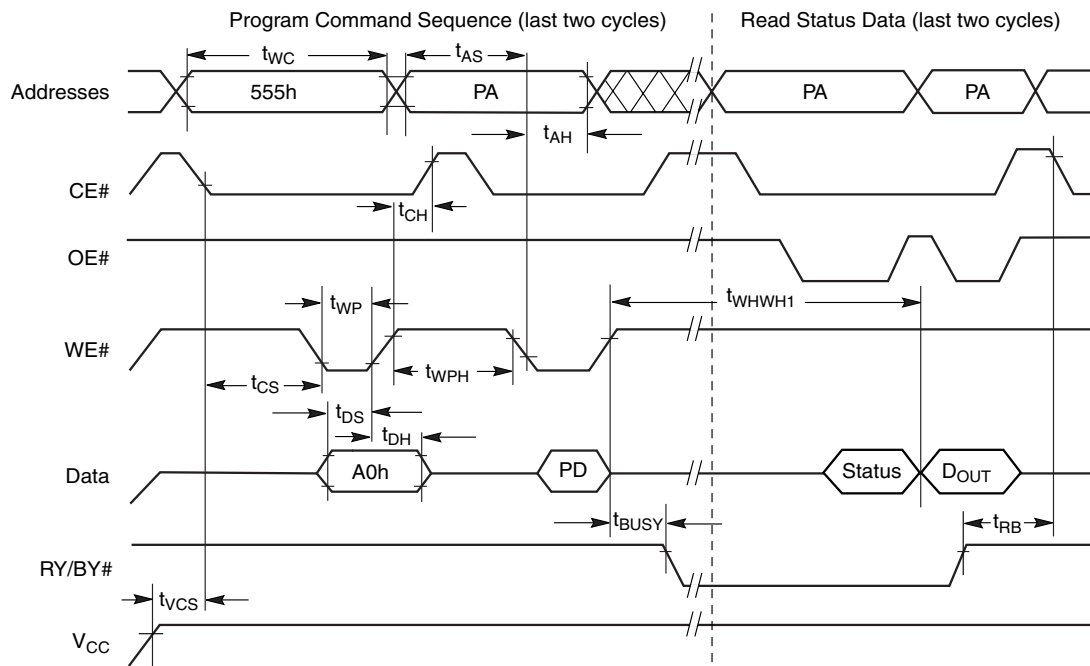 Program Command Sequence (last two cycles) Read Status Data (last two cycles)
tWC tAS
Addresses 555h PA PA PA
tAH
CE#
tCH
OE#
tWP tWHWH1
WE#
tWPH
tCS
tDS
tDH
Data A0h PD Status DOUT
tBUSY tRB
RY/BY#
tVCS
VCC